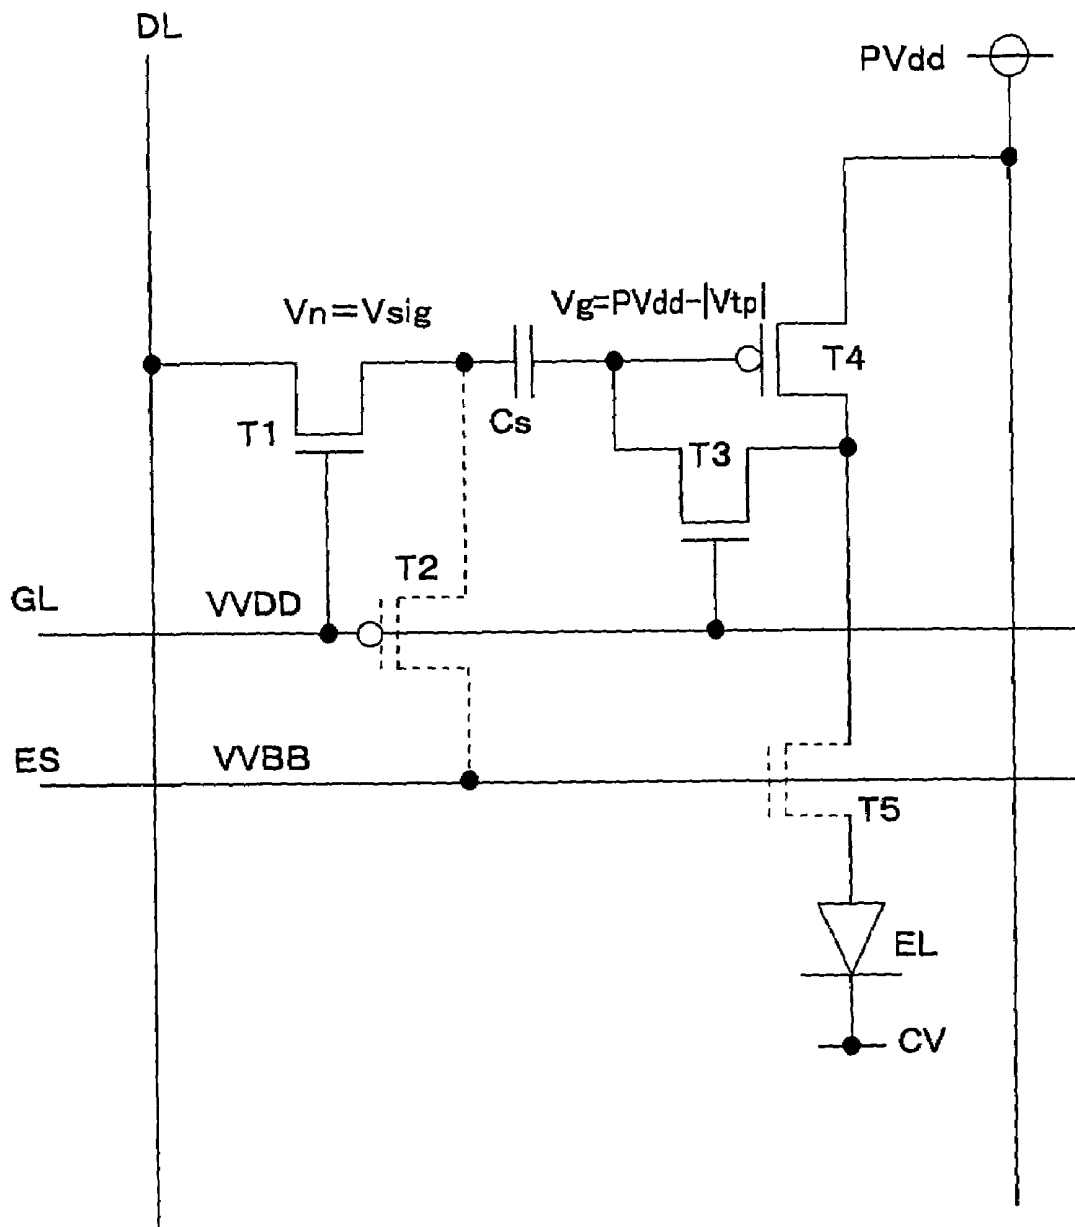 DL
PVdd
Vn=Vsig
Vg=PVdd-|Vtp|
T4
Cs
T1
T3
T2
GL
VVDD
ES
VVBB
T5
EL
CV